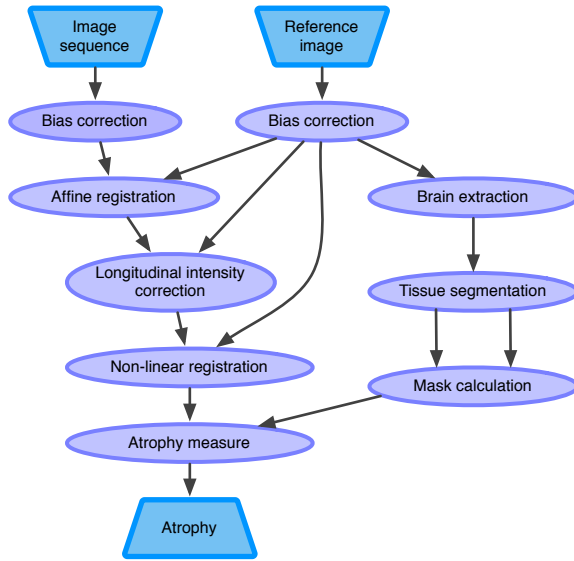 Image
sequence
Reference
image
Bias correction
Bias correction
Affine registration
Brain extraction
Longitudinal intensity
correction
Tissue segmentation
Non-linear registration
Mask calculation
Atrophy measure
Atrophy